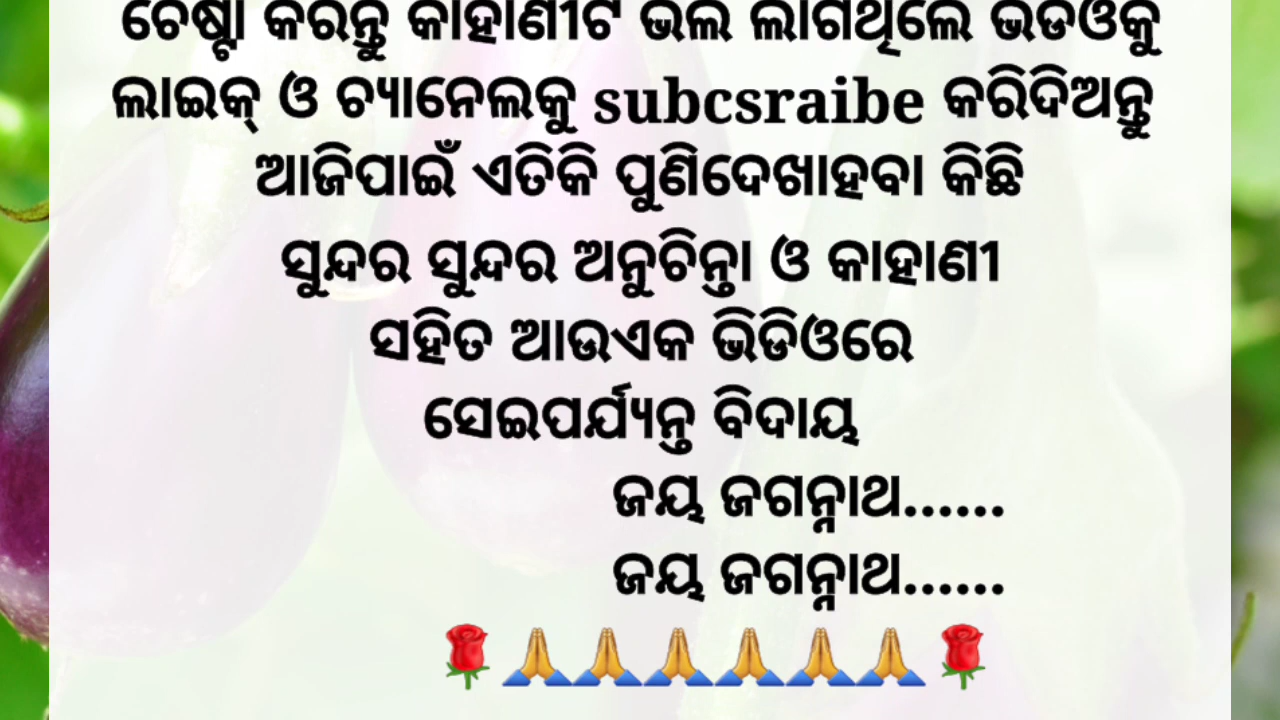 ଚେଷ୍ଟା କରନ୍ତୁ କାହାଣୀଟି ଭଲ ଲାଗିଥିଲେ ଭିଡିଓକୁ
ଲାଇକ୍ ଓ ଚ୍ୟାନେଲକୁ subcsraibe କରିଦିଅନ୍ତୁ
ଆଜିପାଇଁ ଏତିକି ପୁଣିଦେଖାହବା କିଛି
ସୁନ୍ଦର ସୁନ୍ଦର ଅନୁଚିନ୍ତା ଓ କାହାଣୀ
ସହିତ ଆଉଏକ ଭିଡିଓରେ
ସେଇପର୍ଯ୍ୟନ୍ତ ବିଦାୟ
ଜୟ ଜଗନ୍ନାଥ......
ଜୟ ଜଗନ୍ନାଥ......
🌹🙏🙏🙏🙏🙏🙏🌹